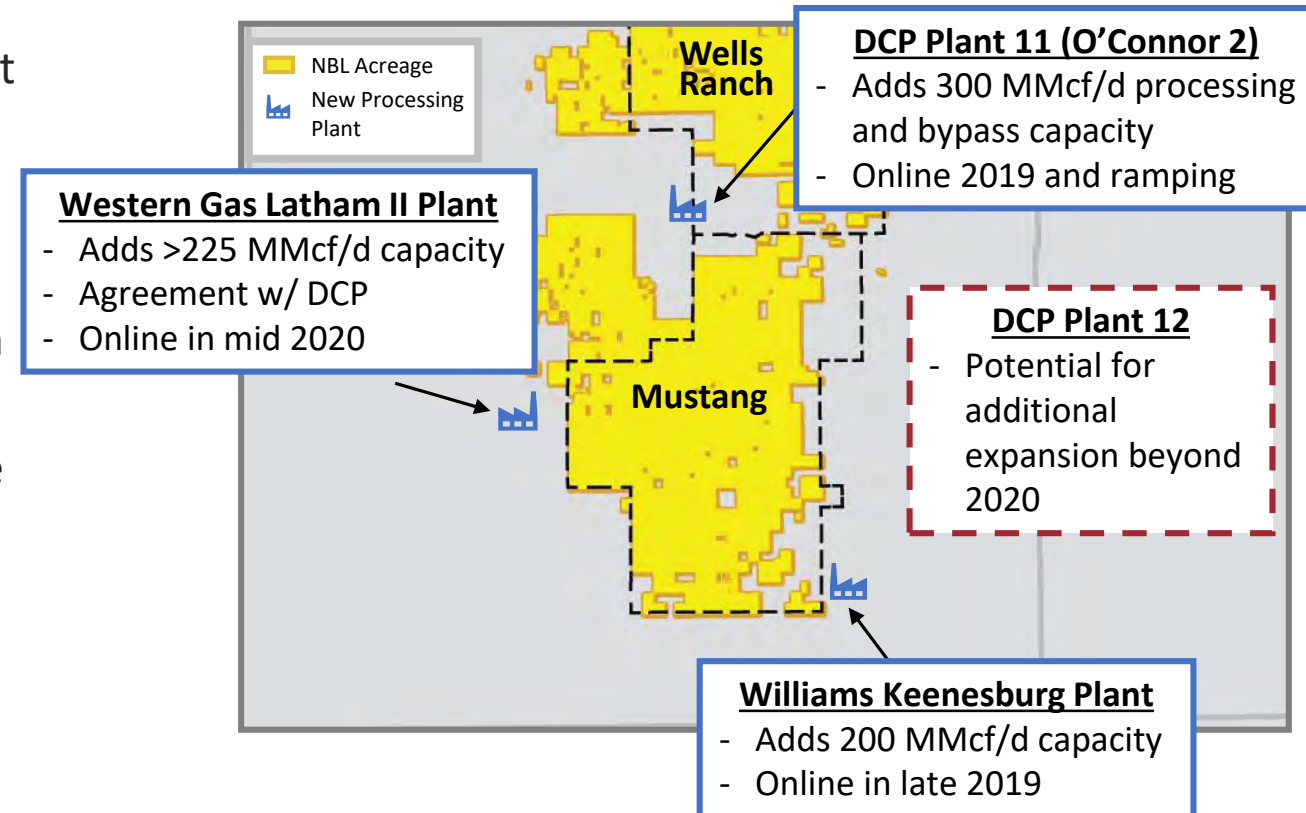 t
n
e
NBL Acreage
New Processing
Plant
Wells
Ranch
DCP Plant 11 (O’Connor 2)
- Adds 300 MMcf/d processing
and bypass capacity
- Online 2019 and ramping
Western Gas Latham II Plant
- Adds >225 MMcf/d capacity
- Agreement w/ DCP
- Online in mid 2020
Mustang
DCP Plant 12
- Potential for
additional
expansion beyond
2020
Williams Keenesburg Plant
- Adds 200 MMcf/d capacity
- Online in late 2019